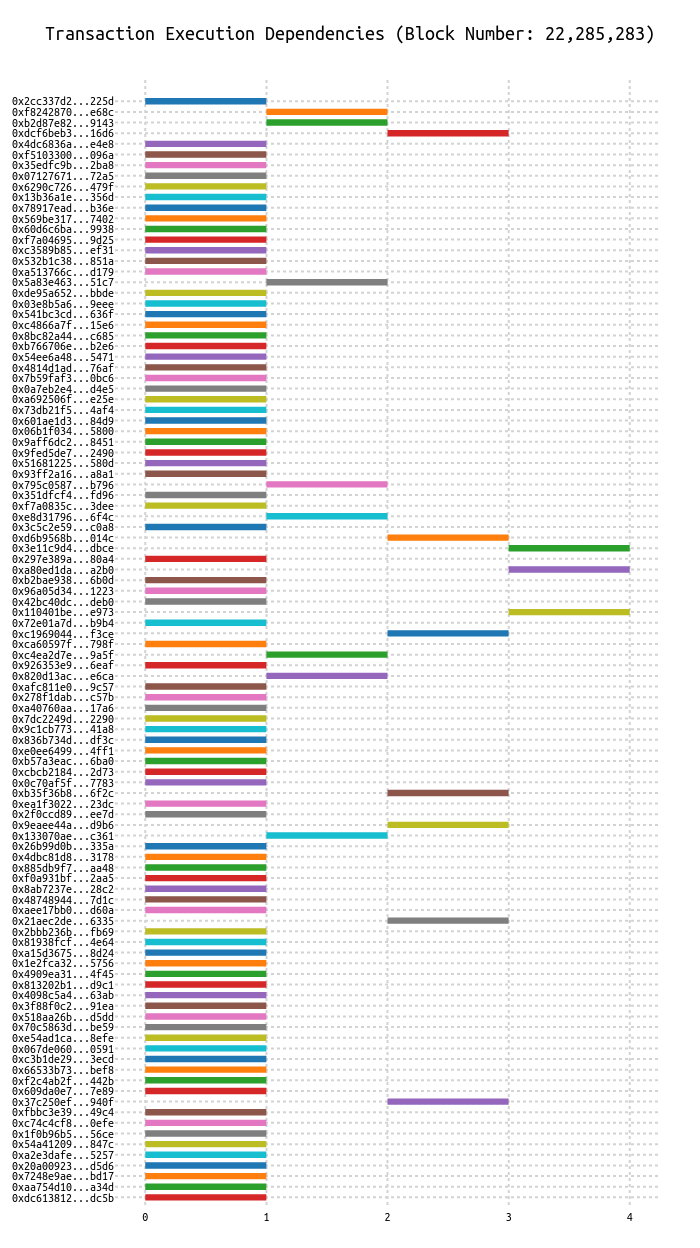 Transaction Execution Dependencies (Block Number: 22,285,283)
0x2cc337d2...225d
0xf8242870...e68c
0xb2d87e82...9143
0xdcf6beb3...16d6
0x4dc6836a...e4e8
0xf5103300...096a
0x35edfc9b...2ba8
0x07127671...72a5
0x6290c726...479f
0x13b36a1e...356d
0x78917ead...b36e
0x569be317...7402
0x60d6c6ba...9938
0xf7a04695...9d25
0xc3589b85...ef31
0x532b1c38...851a
0xa513766c...d179
0x5a83e463...51c7
0xde95a652...bbde
0x03e8b5a6...9eee
0x541bc3cd...636f
0xc4866a7f...15e6
0x8bc82a44...c685
0xb766706e...b2e6
0x54ee6a48...5471
0x4814d1ad...76af
0x7b59faf3...0bc6
0x0a7eb2e4...d4e5
0xa692506f...e25e
0x73db21f5...4af4
0x601ae1d3...84d9
0x06b1f034...5800
0x9aff6dc2...8451
0x9fed5de7...2490
0x51681225...580d
0x93ff2a16...a8a1
0x795c0587...b796
0x351dfcf4...fd96
0xf7a0835c...3dee
0xe8d31796...6f4c
0x3c5c2e59...c0a8
0xd6b9568b...014c
0x3e11c9d4...dbce
0x297e389a...80a4
0xa80ed1da...a2b0
0xb2bae938...6b0d
0x96a05d34...1223
0x42bc40dc...deb0
0x110401be...e973
0x72e01a7d...b9b4
0xc1969044...f3ce
0xca60597f...798f
0xc4ea2d7e...9a5f
0x926353e9...6eaf
0x820d13ac...e6ca
0xafc811e0...9c57
0x278f1dab...c57b
0xa40760aa...17a6
0x7dc2249d...2290
0x9c1cb773...41a8
0x836b734d...df3c
0xe0ee6499...4ff1
0xb57a3eac...6ba0
0xcbcb2184...2d73
0x0c70af5f...7783
0xb35f36b8...6f2c
0xea1f3022...23dc
0x2f0ccd89...ee7d
0x9eaee44a...d9b6
0x133070ae...c361
0x26b99d0b...335a
0x4dbc81d8...3178
0x885db9f7...aa48
0xf0a931bf...2aa5
0x8ab7237e...28c2
0x48748944...7d1c
0xaee17bb0...d60a
0x21aec2de...6335
0x2bbb236b...fb69
0x81938fcf...4e64
0xa15d3675...8d24
0x1e2fca32...5756
0x4909ea31...4f45
0x813202b1...d9c1
0x4098c5a4...63ab
0x3f88f0c2...91ea
0x518aa26b...d5dd
0x70c5863d...be59
0xe54ad1ca...8efe
0x067de060...0591
0xc3b1de29...3ecd
0x66533b73...bef8
0xf2c4ab2f...442b
0x609da0e7...7e89
0x37c250ef...940f
0xfbbc3e39...49c4
0xc74c4cf8...0efe
0x1f0b96b5...56ce
0x54a41209...847c
0xa2e3dafe...5257
0x20a00923...d5d6
0x7248e9ae...bd17
0xaa754d10...a34d
0xdc613812...dc5b
0 1 2 3 4